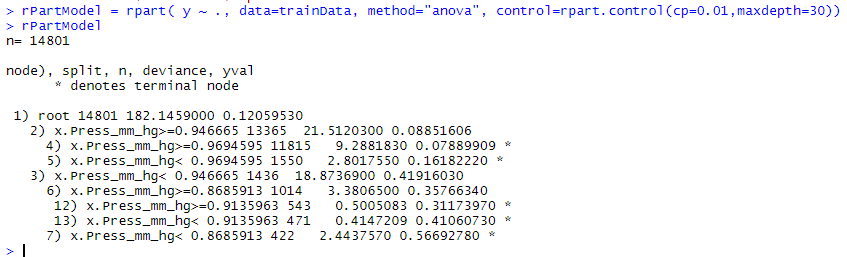 > rPartModel = rpart( y ~ ., data=trainData, method="anova", control=rpart.control(cp=0.01,maxdepth=30))
> rPartModel
n= 14801
node), split, n, deviance, yval
* denotes terminal node
1) root 14801 182.1459000 0.12059530
2) x.Press_mm_hg>=0.946665 13365 21.5120300 0.08851606
4) x.Press_mm_hg>=0.9694595 11815 9.2881830 0.07889909 *
5) x.Press_mm_hg< 0.9694595 1550 2.8017550 0.16182220 *
3) x.Press_mm_hg< 0.946665 1436 18.8736900 0.41916030
6) x.Press_mm_hg>=0.8685913 1014 3.3806500 0.35766340
12) x.Press_mm_hg>=0.9135963 543 0.5005083 0.31173970 *
13) x.Press_mm_hg< 0.9135963 471 0.4147209 0.41060730 *
7) x.Press_mm_hg< 0.8685913 422 2.4437570 0.56692780 *
>